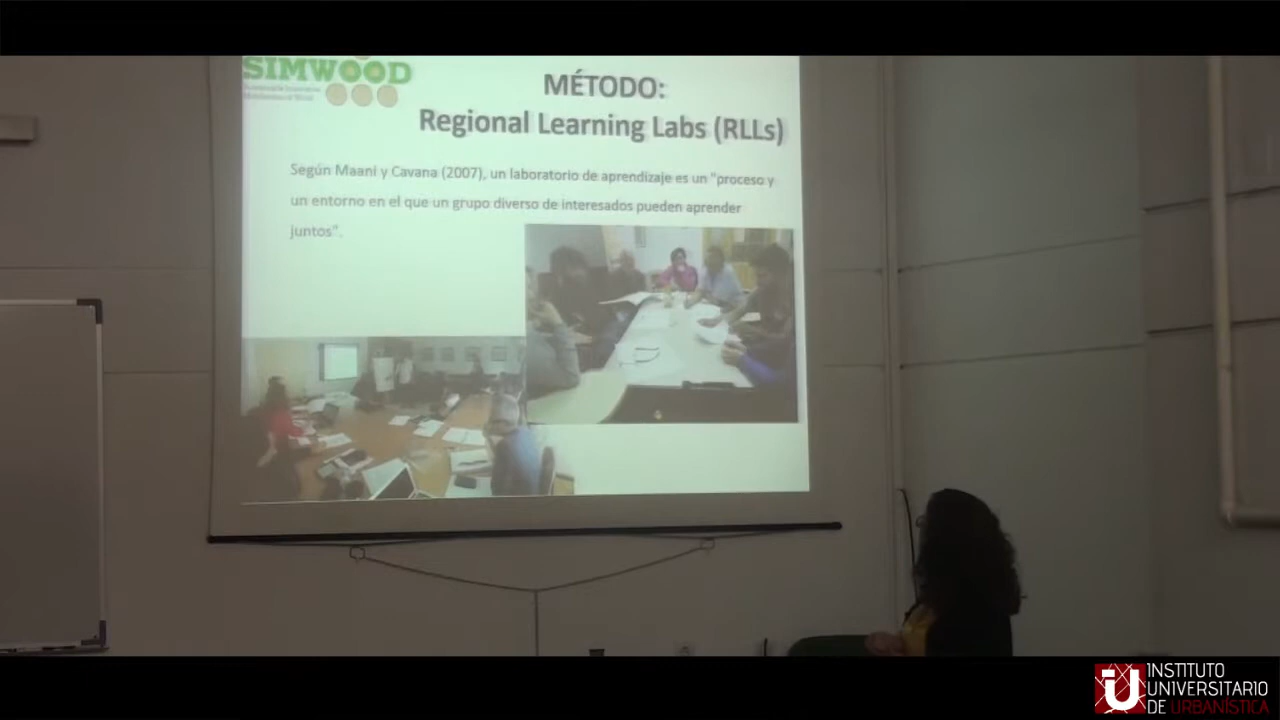 SIMWOOD
MÉTODO:
Regional Learning Labs (RLLs)
Según Maani y Cavana (2007), un laboratorio de aprendizaje es un "proceso y
un entorno en el que un grupo diverso de interesados pueden aprender
juntos".
INSTITUTO
UNIVERSITARIO
DE URBANÍSTICA